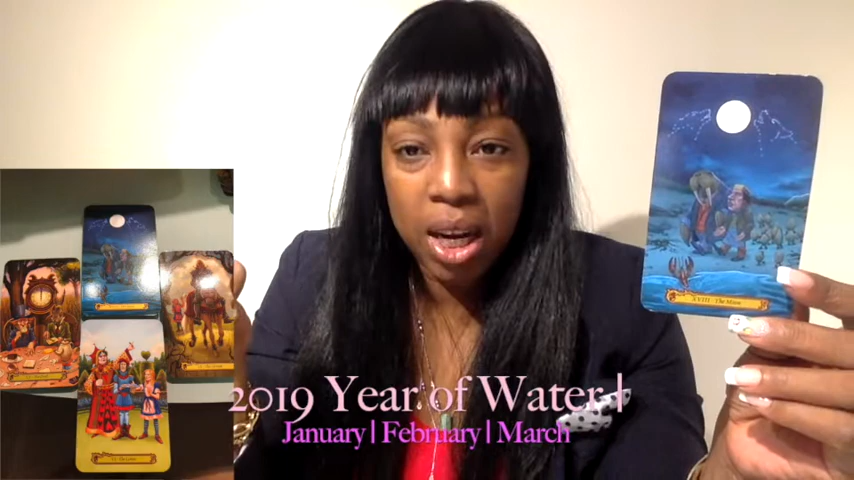 XVIII · The Moon
2019 Year of Water |
January | February | March